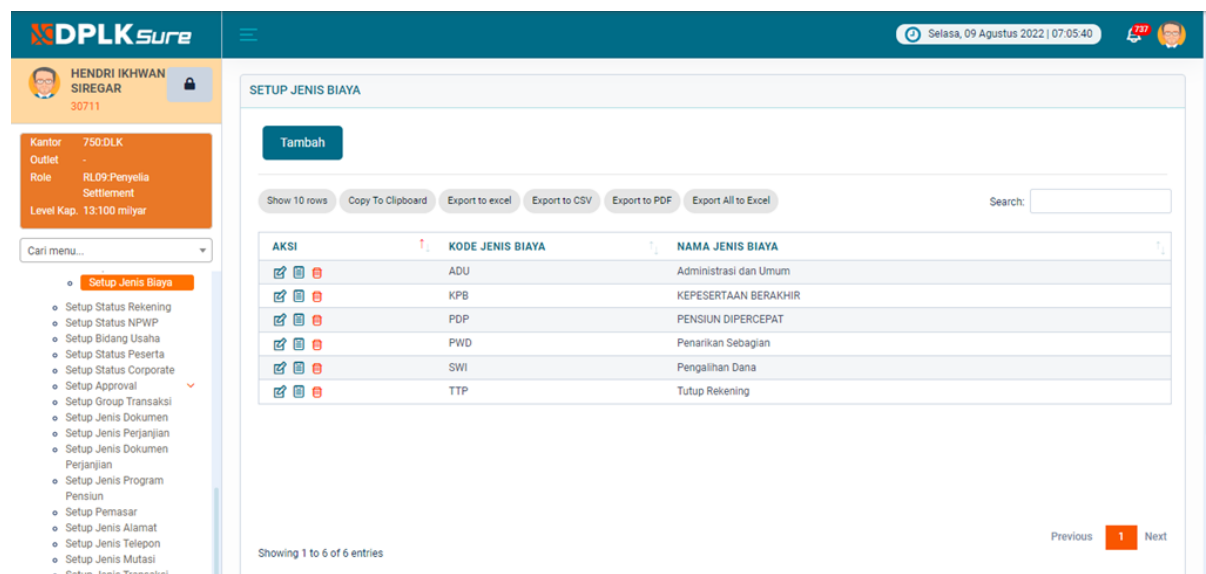 DPLKSure
Selasa, 09 Agustus 2022 | 07:05:40
737
HENDRI IKHWAN
SIREGAR
30711
Kantor 750:DLK
Outlet -
Role RL09:Penyelia
Settlement
Level Kap. 13:100 milyar
Cari menu...
Setup Jenis Biaya
Setup Status Rekening
Setup Status NPWP
Setup Bidang Usaha
Setup Status Peserta
Setup Status Corporate
Setup Approval
Setup Group Transaksi
Setup Jenis Dokumen
Setup Jenis Perjanjian
Setup Jenis Dokumen
Perjanjian
Setup Jenis Program
Pensiun
Setup Pemasar
Setup Jenis Alamat
Setup Jenis Telepon
Setup Jenis Mutasi
Setup Jenis Transaksi
SETUP JENIS BIAYA
Tambah
Show 10 rows Copy To Clipboard Export to excel Export to CSV Export to PDF Export All to Excel Search:
AKSI KODE JENIS BIAYA NAMA JENIS BIAYA
ADU Administrasi dan Umum
KPB KEPESERTAAN BERAKHIR
PDP PENSIUN DIPERCEPAT
PWD Penarikan Sebagian
SWI Pengalihan Dana
TTP Tutup Rekening
Previous 1 Next
Showing 1 to 6 of 6 entries